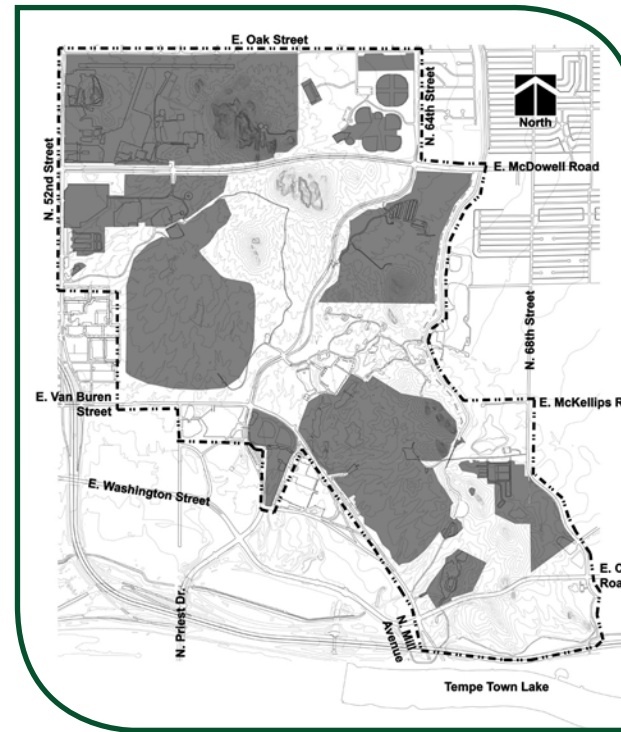 E. Oak Street
N. 64th Street
North
N. 52nd Street
E. McDowell Road
N. 68th Street
E. Van Buren
Street
E. McKellips R
E. Washington Street
E. C
Roa
N. Priest Dr.
N. Mill
Avenue
Tempe Town Lake